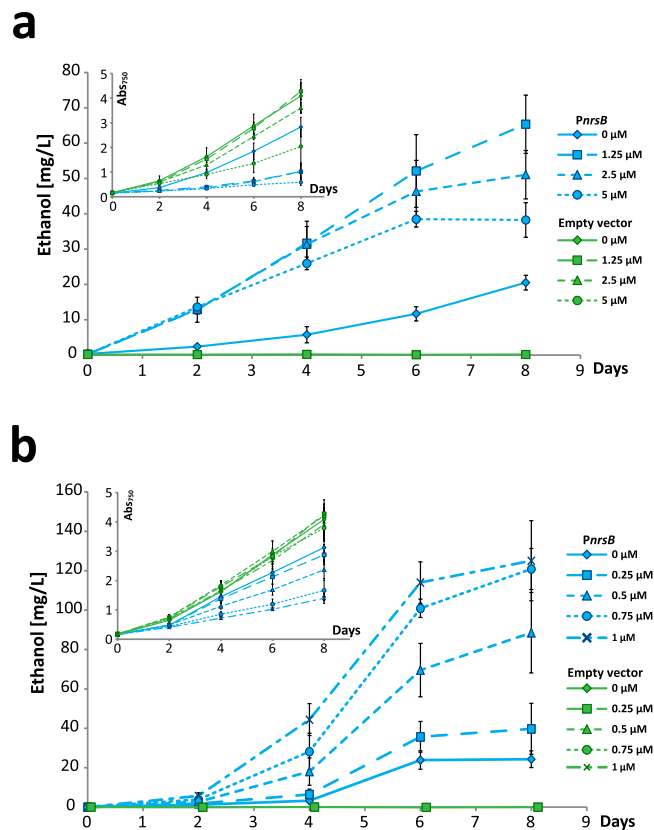 a
80
70
60
50
40
30
20
10
0
Ethanol [mg/L]
0 1 2 3 4 5 6 7 8 9
Days
5
4
3
2
1
0
Abs750
0 2 4 6 8
Days
PnrsB
0 μM
1.25 μM
2.5 μM
5 μM
Empty vector
0 μM
1.25 μM
2.5 μM
5 μM
b
160
140
120
100
80
60
40
20
0
Ethanol [mg/L]
0 1 2 3 4 5 6 7 8 9
Days
5
4
3
2
1
0
Abs750
0 2 4 6 8
Days
PnrsB
0 μM
0.25 μM
0.5 μM
0.75 μM
1 μM
Empty vector
0 μM
0.25 μM
0.5 μM
0.75 μM
1 μM